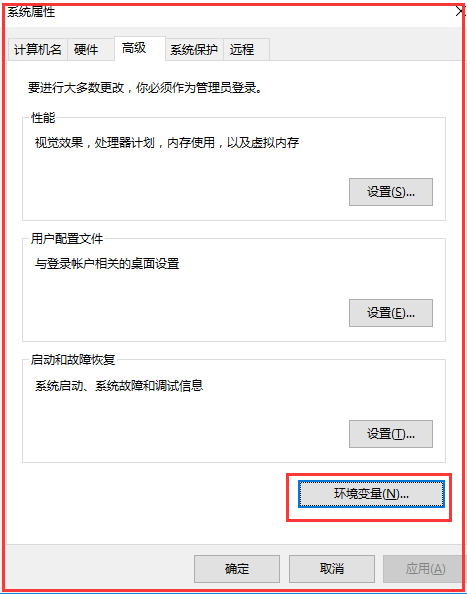 系统属性
计算机名 硬件 高级 系统保护 远程
要进行大多数更改，你必须作为管理员登录。
性能
视觉效果，处理器计划，内存使用，以及虚拟内存
设置(S)...
用户配置文件
与登录帐户相关的桌面设置
设置(E)...
启动和故障恢复
系统启动、系统故障和调试信息
设置(T)...
环境变量(N)...
确定 取消 应用(A)